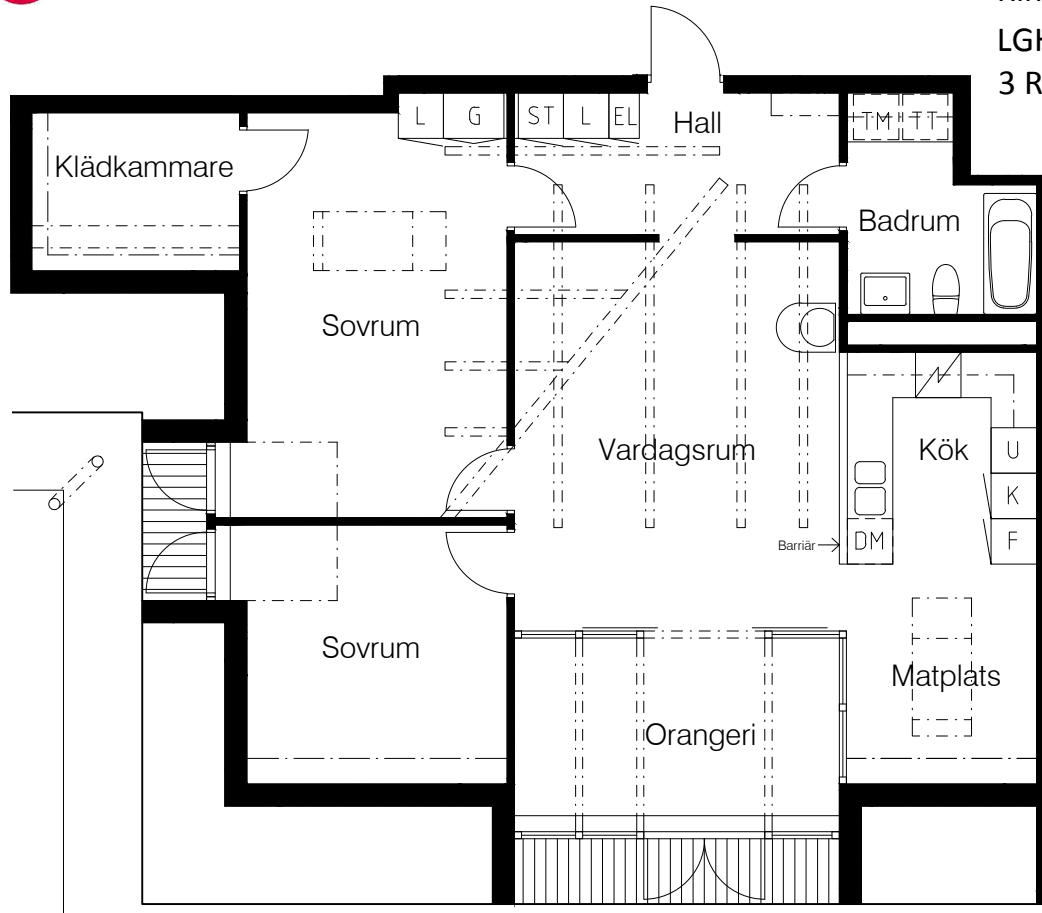 LGH
3 R
Hall
L G ST L EL
TM TT
Klädkammare
Badrum
Sovrum
Vardagsrum
Kök
U
K
F
Barriär
DM
Sovrum
Matplats
Orangeri